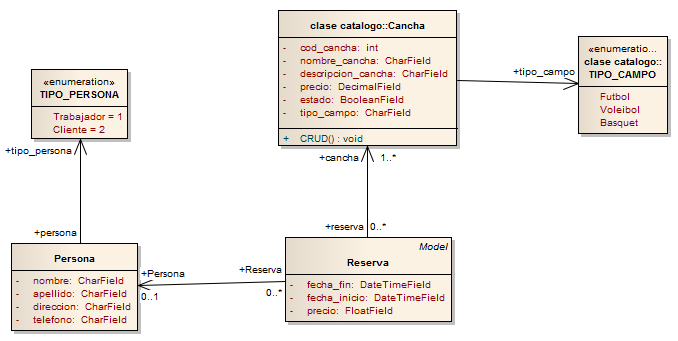 clase catalogo::Cancha
- cod_cancha: int
- nombre_cancha: CharField
- descripcion_cancha: CharField
- precio: DecimalField
- estado: BooleanField
- tipo_campo: CharField
+ CRUD() : void
«enumeratio...
clase catalogo::
TIPO_CAMPO
Futbol
Voleibol
Basquet
+tipo_campo
«enumeration»
TIPO_PERSONA
Trabajador = 1
Cliente = 2
+tipo_persona
+cancha
1..*
+persona
+reserva
0..*
Persona
- nombre: CharField
- apellido: CharField
- direccion: CharField
- telefono: CharField
+Persona
0..1
+Reserva
0..*
Model
Reserva
- fecha_fin: DateTimeField
- fecha_inicio: DateTimeField
- precio: FloatField